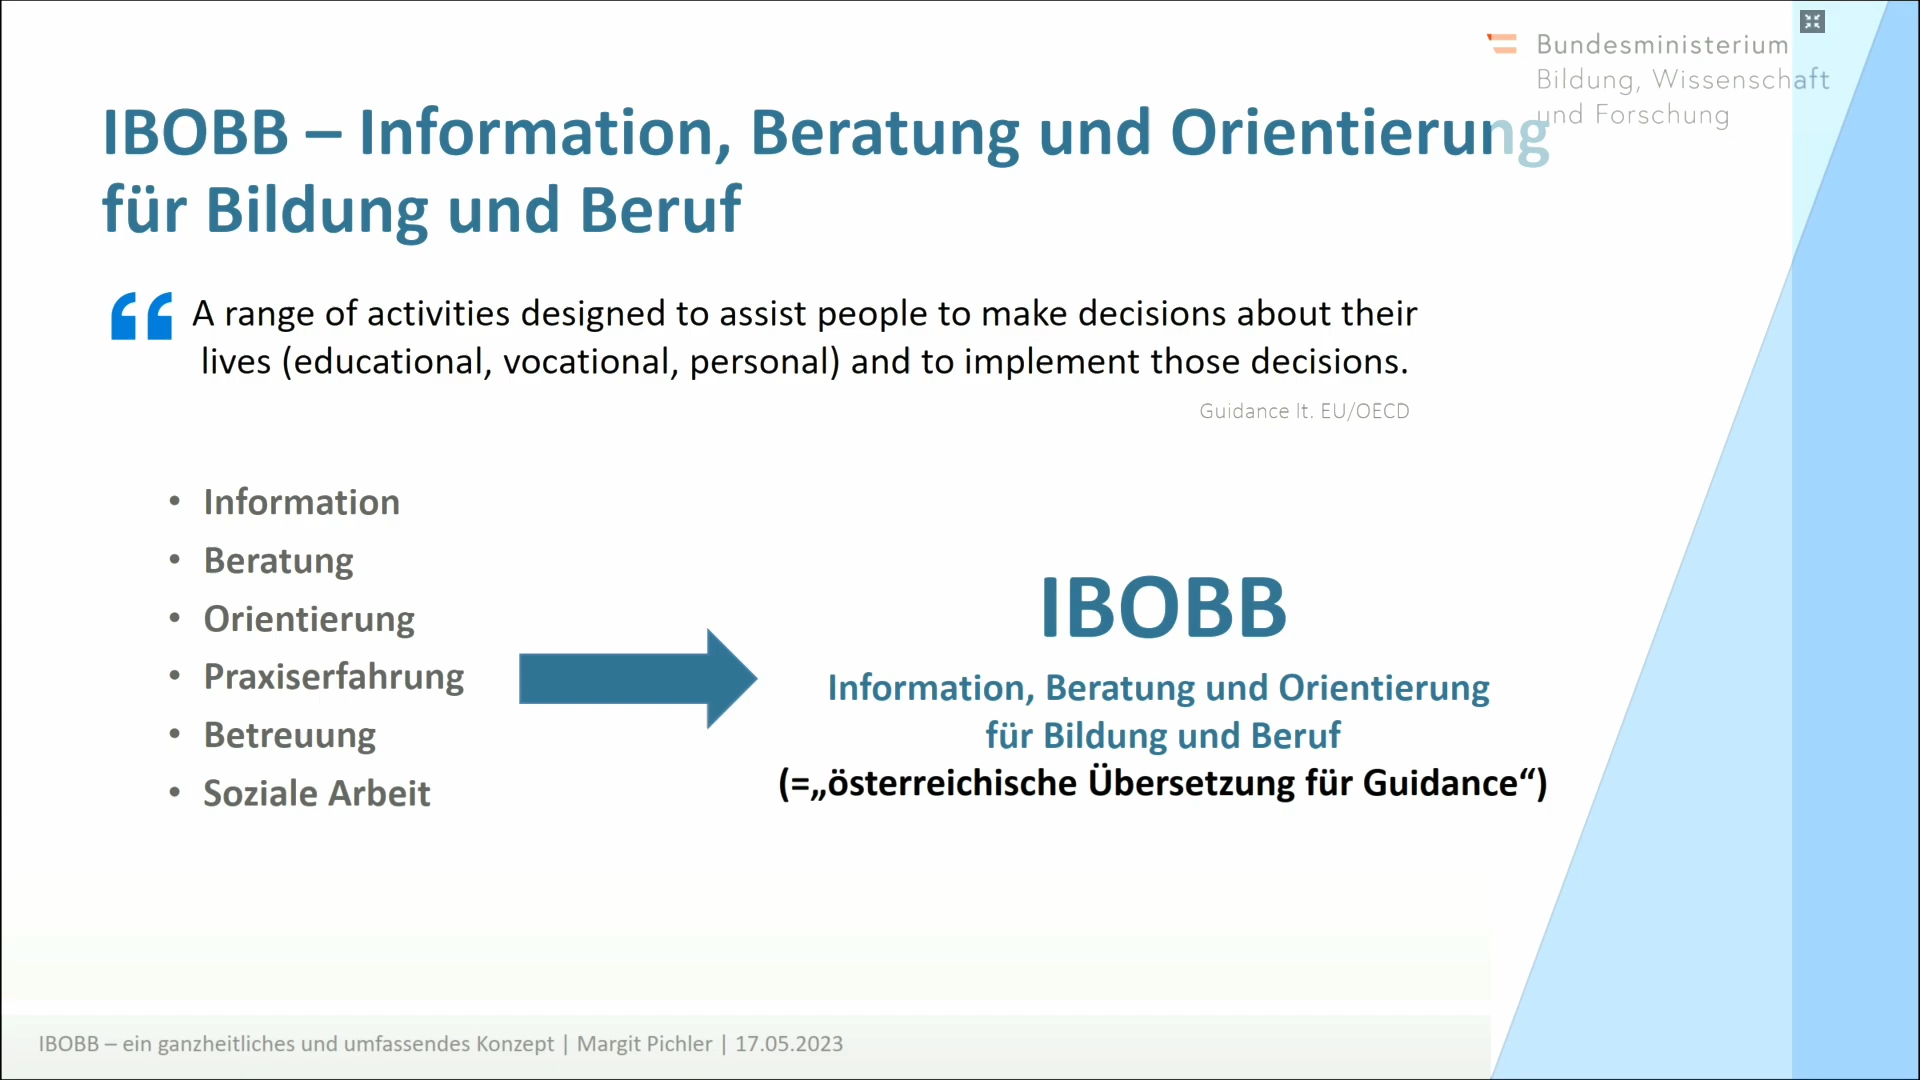 Bundesministerium
Bildung, Wissenschaft
und Forschung
IBOBB – Information, Beratung und Orientierung
für Bildung und Beruf
“ A range of activities designed to assist people to make decisions about their
lives (educational, vocational, personal) and to implement those decisions.
Guidance lt. EU/OECD
• Information
• Beratung
• Orientierung
• Praxiserfahrung
• Betreuung
• Soziale Arbeit
IBOBB
Information, Beratung und Orientierung
für Bildung und Beruf
(=„österreichische Übersetzung für Guidance“)
IBOBB – ein ganzheitliches und umfassendes Konzept | Margit Pichler | 17.05.2023